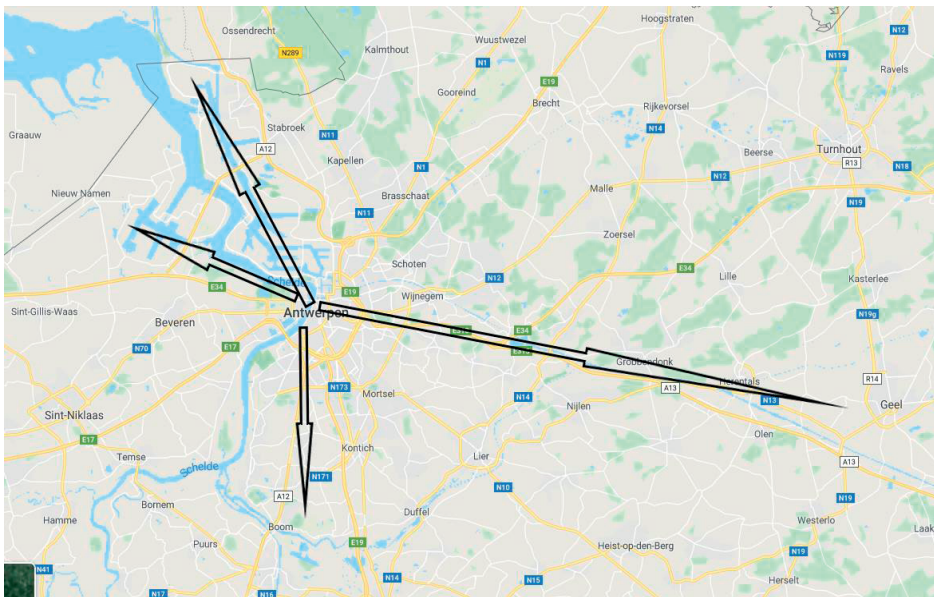 Hoogstraten
Ossendrecht
N12
Wuustwezel
Kalmthout
N289
N119
N1
Ravels
E19
Gooreind
Brecht
Rijkevorsel
Stabroek
N11
N14
Graauw
A12
Turnhout
Beerse
Kapellen
R13
N1
N18
N12
Malle
Nieuw Namen
Brasschaat
N19
N11
Zoersel
Schoten
E34
Lille
N12
Kasterlee
Schelde
E34
E19
Wijnegem
Sint-Gillis-Waas
Antwerpen
N19g
Beveren
E313
E34
N70
E17
E313
Grobbendonk
R14
Herentals
N173
A13
Mortsel
N14
N13
Geel
Nijlen
Sint-Niklaas
Olen
E17
Kontich
Temse
Lier
A13
Schelde
N171
N10
A12
N19
Bornem
Duffel
Hamme
Boom
Westerlo
Laak
Puurs
E19
Heist-op-den-Berg
N19
N41
N14
N15
Herselt
N17
N16